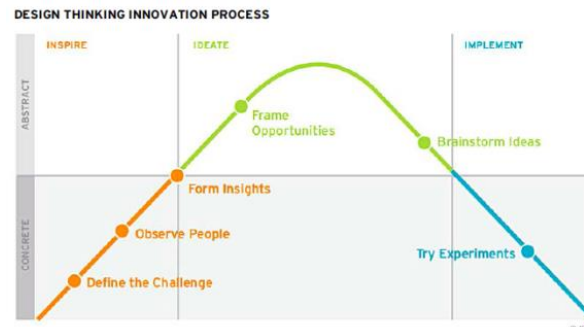 DESIGN THINKING INNOVATION PROCESS
INSPIRE
IDEATE
IMPLEMENT
ABSTRACT
CONCRETE
Frame
Opportunities
Brainstorm Ideas
Form Insights
Observe People
Try Experiments
Define the Challenge